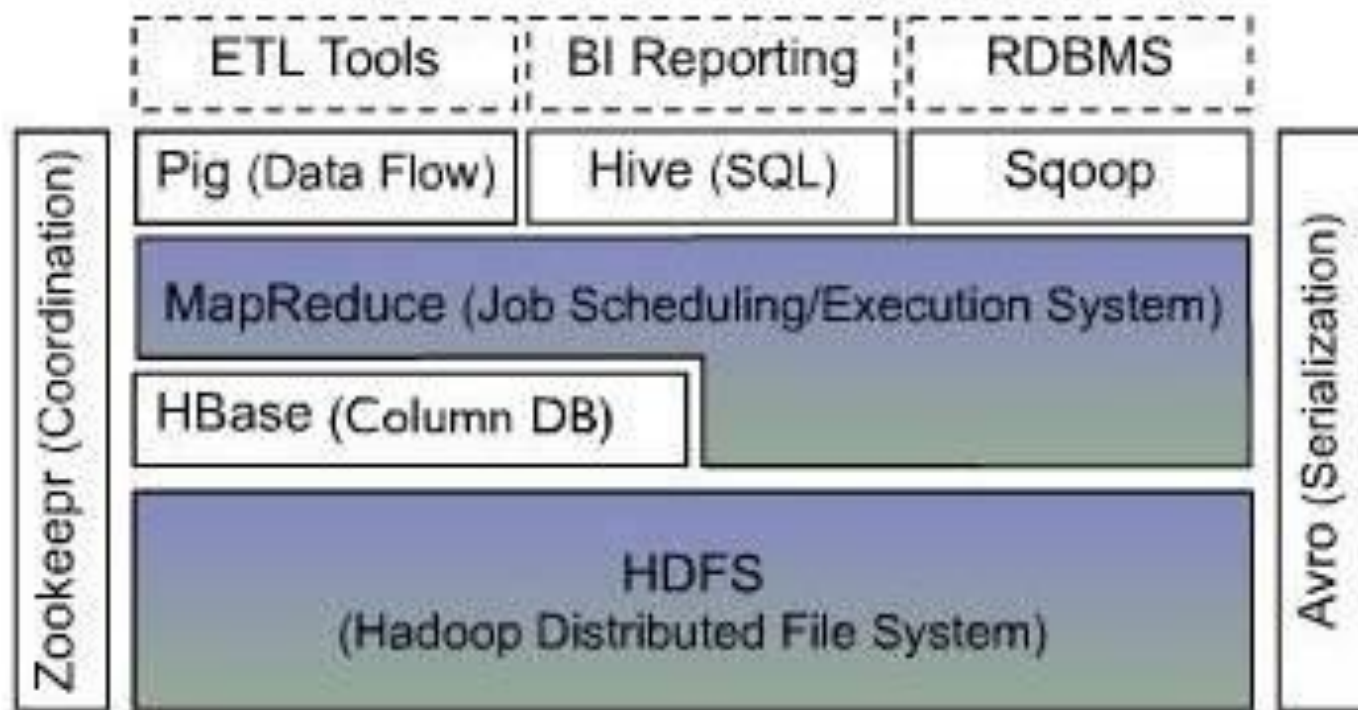 ETL Tools
BI Reporting
RDBMS
Pig (Data Flow)
Hive (SQL)
Sqoop
MapReduce (Job Scheduling/Execution System)
HBase (Column DB)
HDFS
(Hadoop Distributed File System)
Zookeepr (Coordination)
Avro (Serialization)